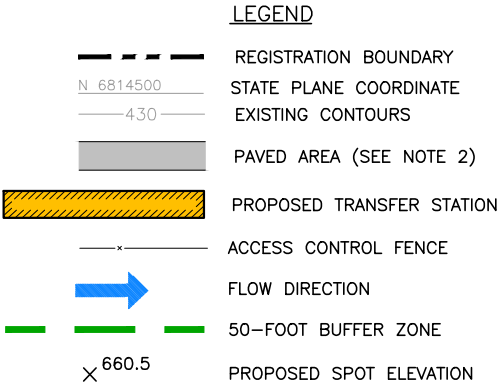 LEGEND
REGISTRATION BOUNDARY
N 6814500 STATE PLANE COORDINATE
430 EXISTING CONTOURS
PAVED AREA (SEE NOTE 2)
PROPOSED TRANSFER STATION
x ACCESS CONTROL FENCE
FLOW DIRECTION
50-FOOT BUFFER ZONE
×660.5 PROPOSED SPOT ELEVATION